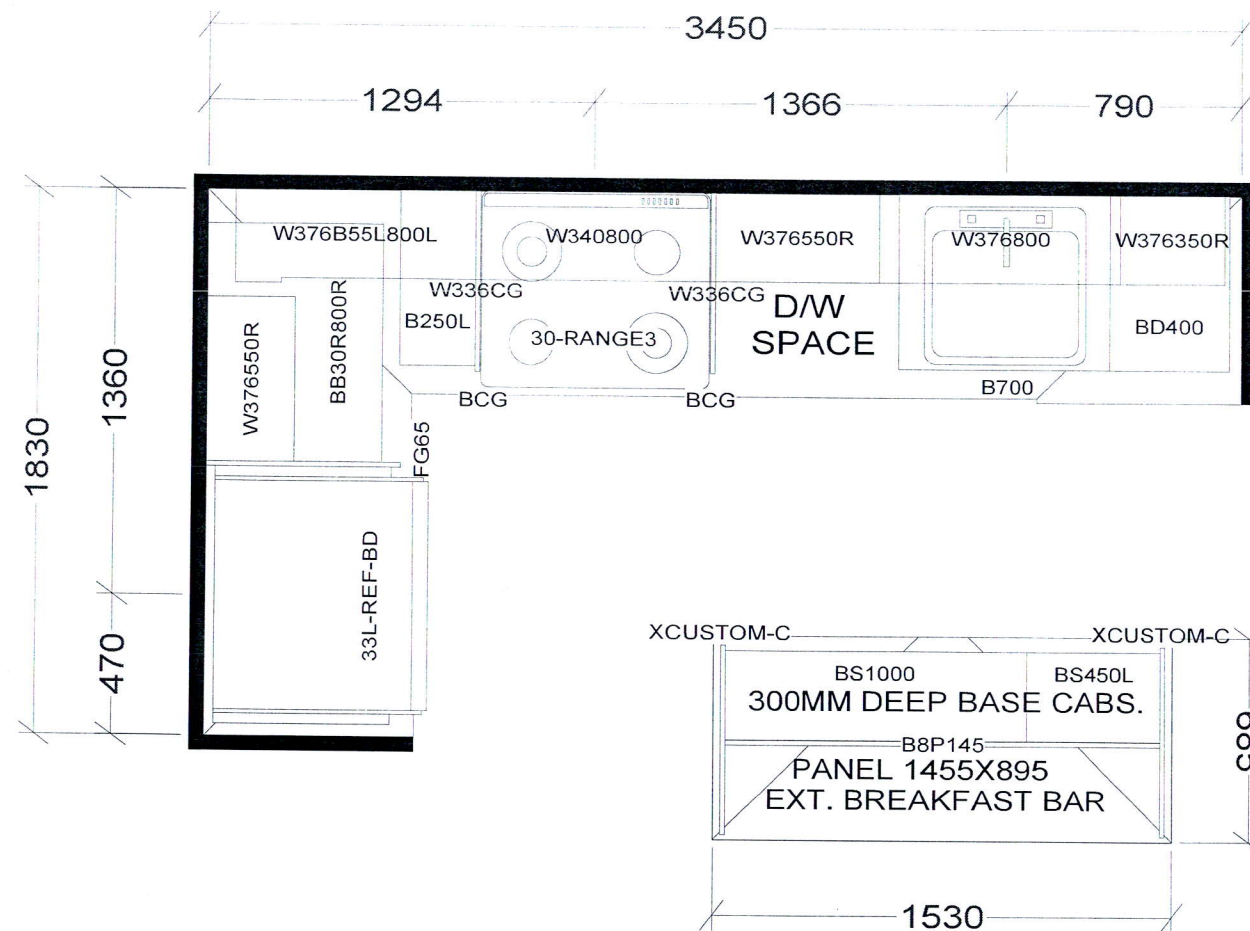 3450
1294
1366
790
W376B55L800L
W340800
W376550R
W376800
W376350R
W336CG
W336CG
D/W
SPACE
B250L
30-RANGE3
BD400
BB30R800R
W376550R
BCG
BCG
B700
FG65
1360
1830
33L-REF-BD
470
XCUSTOM-C
XCUSTOM-C
BS1000
BS450L
300MM DEEP BASE CABS.
B8P145
PANEL 1455X895
EXT. BREAKFAST BAR
1530